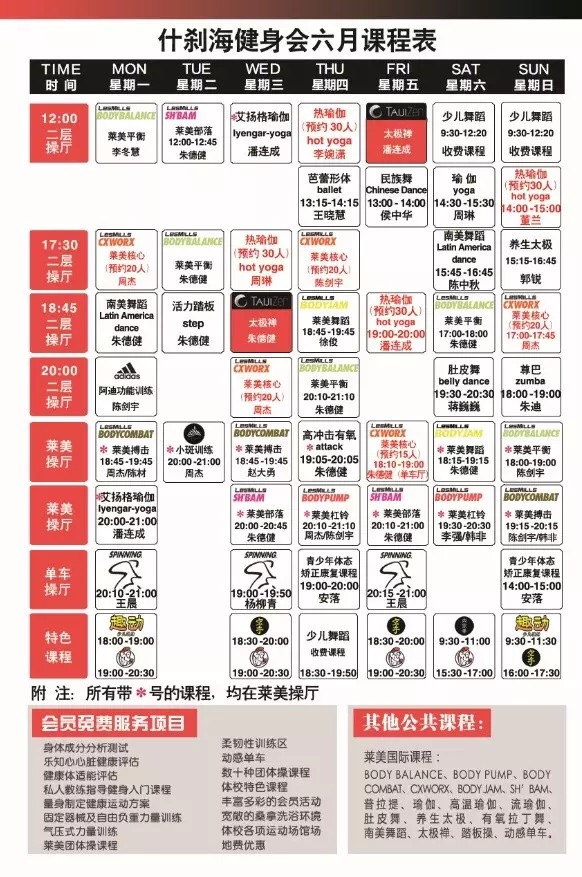 什刹海健身会六月课程表
TIME MON TUE WED THU FRI SAT SUN
时间 星期一 星期二 星期三 星期四 星期五 星期六 星期日
12:00
二层
操厅
LESMILLS
BODYBALANCE
莱美平衡
李冬慧
LESMILLS
SH'BAM
莱美部落
12:00-12:45
朱德健
*艾扬格瑜伽
Iyengar-yoga
潘连成
热瑜伽
(预约30人)
hot yoga
李婉潇
TAIJIZEN
太极禅
潘连成
少儿舞蹈
9:30-12:20
收费课程
少儿舞蹈
9:30-12:20
收费课程
芭蕾形体
ballet
13:15-14:15
王晓慧
民族舞
Chinese Dance
13:00 - 14:00
侯中华
瑜伽
yoga
14:30-15:30
周琳
热瑜伽
(预约30人)
hot yoga
14:00 -15:00
董兰
17:30
二层
操厅
LESMILLS
CXWORX
莱美核心
(预约20人)
周杰
LESMILLS
BODYBALANCE
莱美平衡
朱德健
热瑜伽
(预约30人)
hot yoga
周琳
LESMILLS
CXWORX
莱美核心
(预约20人)
陈剑宇
南美舞蹈
Latin America
dance
15:45 -16:45
陈中秋
养生太极
15:15-16:45
郭锐
18:45
二层
操厅
南美舞蹈
Latin America
dance
朱德健
活力踏板
step
朱德健
TAIJIZEN
太极禅
朱德健
LESMILLS
BODYJAM
莱美舞蹈
18:45-19:45
徐俊
热瑜伽
(预约30人)
hot yoga
19:00-20:00
潘连成
LESMILLS
BODYBALANCE
莱美平衡
17:00-18:00
朱德健
LESMILLS
CXWORX
莱美核心
(预约20人)
17:00-17:45
周杰
20:00
二层
操厅
adidas
阿迪功能训练
陈剑宇
LESMILLS
CXWORX
莱美核心
(预约20人)
周杰
LESMILLS
BODYBALANCE
莱美平衡
20:10-21:10
朱德健
肚皮舞
belly dance
19:30 -20:30
蒋巍巍
尊巴
zumba
18:00 -19:00
朱迪
莱美
操厅
LESMILLS
BODYCOMBAT
*莱美搏击
18:45 -19:45
周杰/陈材
*小斑训练
20:00 -21:00
周杰
LESMILLS
BODYCOMBAT
*莱美搏击
18:45 -19:45
赵大勇
高冲击有氧
*attack
19:05-20:05
朱德健
LESMILLS
CXWORX
莱美核心
(预约15人)
18:10 -19:00
朱德健(单车厅)
LESMILLS
BODYJAM
*莱美舞蹈
18:15 -19:15
朱德健
LESMILLS
BODYBALANCE
*莱美平衡
18:00-19:00
陈剑宇
莱美
操厅
*艾扬格瑜伽
Iyengar-yoga
20:00-21:00
潘连成
LESMILLS
SH'BAM
*莱美部落
20:00 -20:45
朱德健
LESMILLS
BODYPUMP
*莱美杠铃
20:10-21:10
周杰/陈剑宇
LESMILLS
SH'BAM
*莱美部落
20:10 -21:00
朱德健
LESMILLS
BODYPUMP
*莱美杠铃
19:30 -20:30
李强/韩非
LESMILLS
BODYCOMBAT
*莱美搏击
19:15 -20:15
陈剑宇/韩非
单车
操厅
SPINNING
20:10 -21:00
王晨
SPINNING
19:00 -19:50
杨柳青
青少年体态
矫正康复课程
19:00-20:00
安落
SPINNING
20:15 -21:00
王晨
青少年体态
矫正康复课程
14:00-15:00
安落
特色
课程
趣动
18:00 -19:00
19:00 -20:30
空手
18:30 -20:00
19:00 -20:30
少儿舞蹈
收费课程
18:30 -19:50
空手
18:30 -20:00
19:00 -20:30
9:30 -11:00
15:30 -17:00
趣动
9:30 -11:30
空手
16:00 -17:30
附 注：所有带*号的课程，均在莱美操厅
会员免费服务项目
身体成分分析测试
乐知心心脏健康评估
健康体适能评估
私人教练指导健身入门课程
量身制定健康运动方案
固定器械及自由负重力量训练
气压式力量训练
莱美团体操课程
柔韧性训练区
动感单车
数十种团体操课程
体校特色课程
丰富多彩的会员活动
宽敞的桑拿洗浴环境
体校各项运动场馆场
地费优惠
其他公共课程：
莱美国际课程：
BODY BALANCE、BODY PUMP、BODY
COMBAT、CXWORX、BODY JAM、SH' BAM、
普拉提、瑜伽、高温瑜伽、流瑜伽、
肚皮舞、养生太极、有氧拉丁舞、
南美舞蹈、太极禅、踏板操、动感单车。